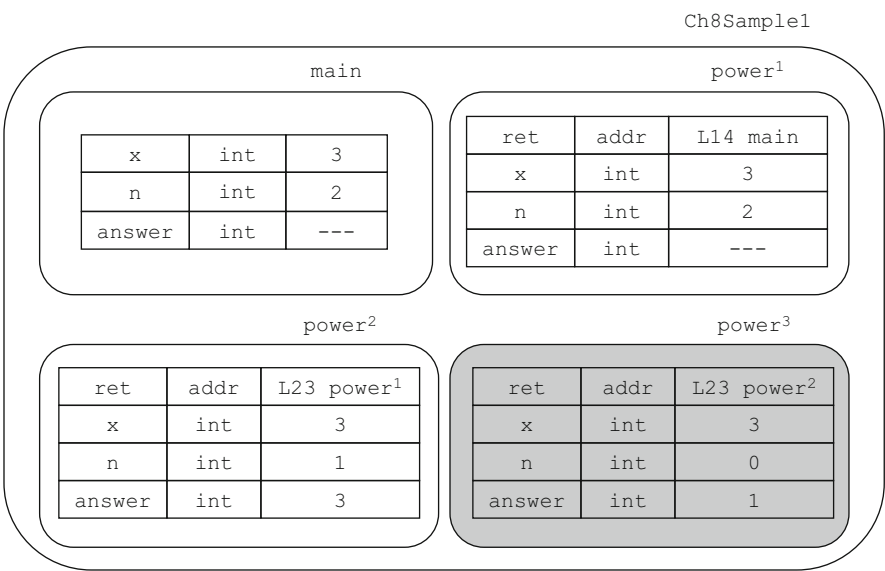 Ch8Sample1
main
x int 3
n int 2
answer int ---
power¹
ret addr L14 main
x int 3
n int 2
answer int ---
power²
ret addr L23 power¹
x int 3
n int 1
answer int 3
power³
ret addr L23 power²
x int 3
n int 0
answer int 1